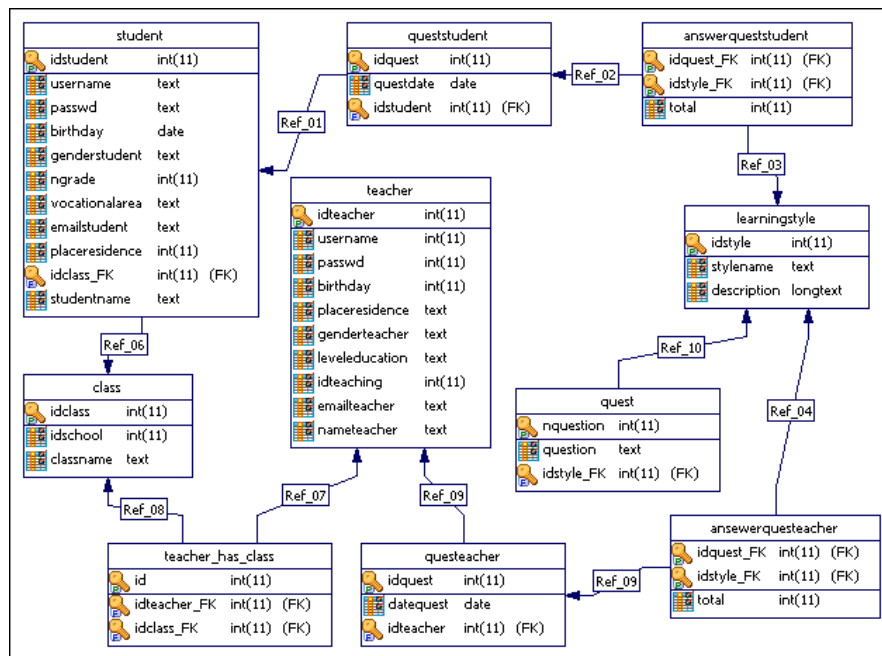 student
idstudent int(11)
username text
passwd text
birthday date
genderstudent text
ngrade int(11)
vocationalarea text
emailstudent text
placeresidence int(11)
idclass_FK int(11) (FK)
studentname text
queststudent
idquest int(11)
questdate date
idstudent int(11) (FK)
answerqueststudent
idquest_FK int(11) (FK)
idstyle_FK int(11) (FK)
total int(11)
Ref_01
Ref_02
Ref_03
teacher
idteacher int(11)
username int(11)
passwd int(11)
birthday int(11)
placeresidence text
genderteacher text
leveleducation text
idteaching int(11)
emailteacher text
nameteacher text
learningstyle
idstyle int(11)
stylename text
description longtext
Ref_06
Ref_10
Ref_04
class
idclass int(11)
idschool int(11)
classname text
quest
nquestion int(11)
question text
idstyle_FK int(11) (FK)
Ref_08
Ref_07
Ref_09
teacher_has_class
id int(11)
idteacher_FK int(11) (FK)
idclass_FK int(11) (FK)
questeacher
idquest int(11)
datequest date
idteacher int(11) (FK)
Ref_09
ansewerquesteacher
idquest_FK int(11) (FK)
idstyle_FK int(11) (FK)
total int(11)